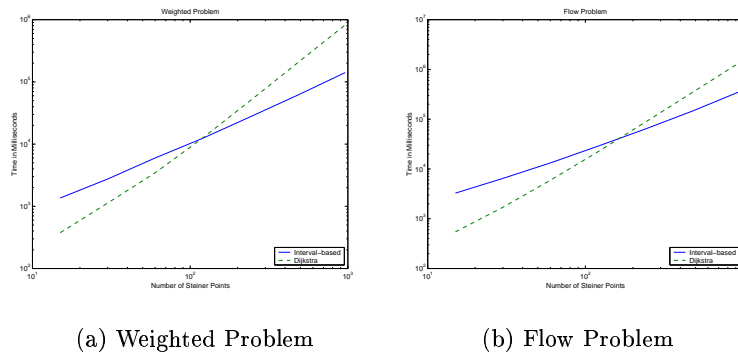 Weighted Problem
10^6
10^5
10^4
10^3
10^2
Time in Milliseconds
10^1
10^2
10^3
Number of Steiner Points
Interval-based
Dijkstra
(a) Weighted Problem
Flow Problem
10^7
10^6
10^5
10^4
10^3
10^2
Time in Milliseconds
10^1
10^2
Number of Steiner Points
Interval-based
Dijkstra
(b) Flow Problem